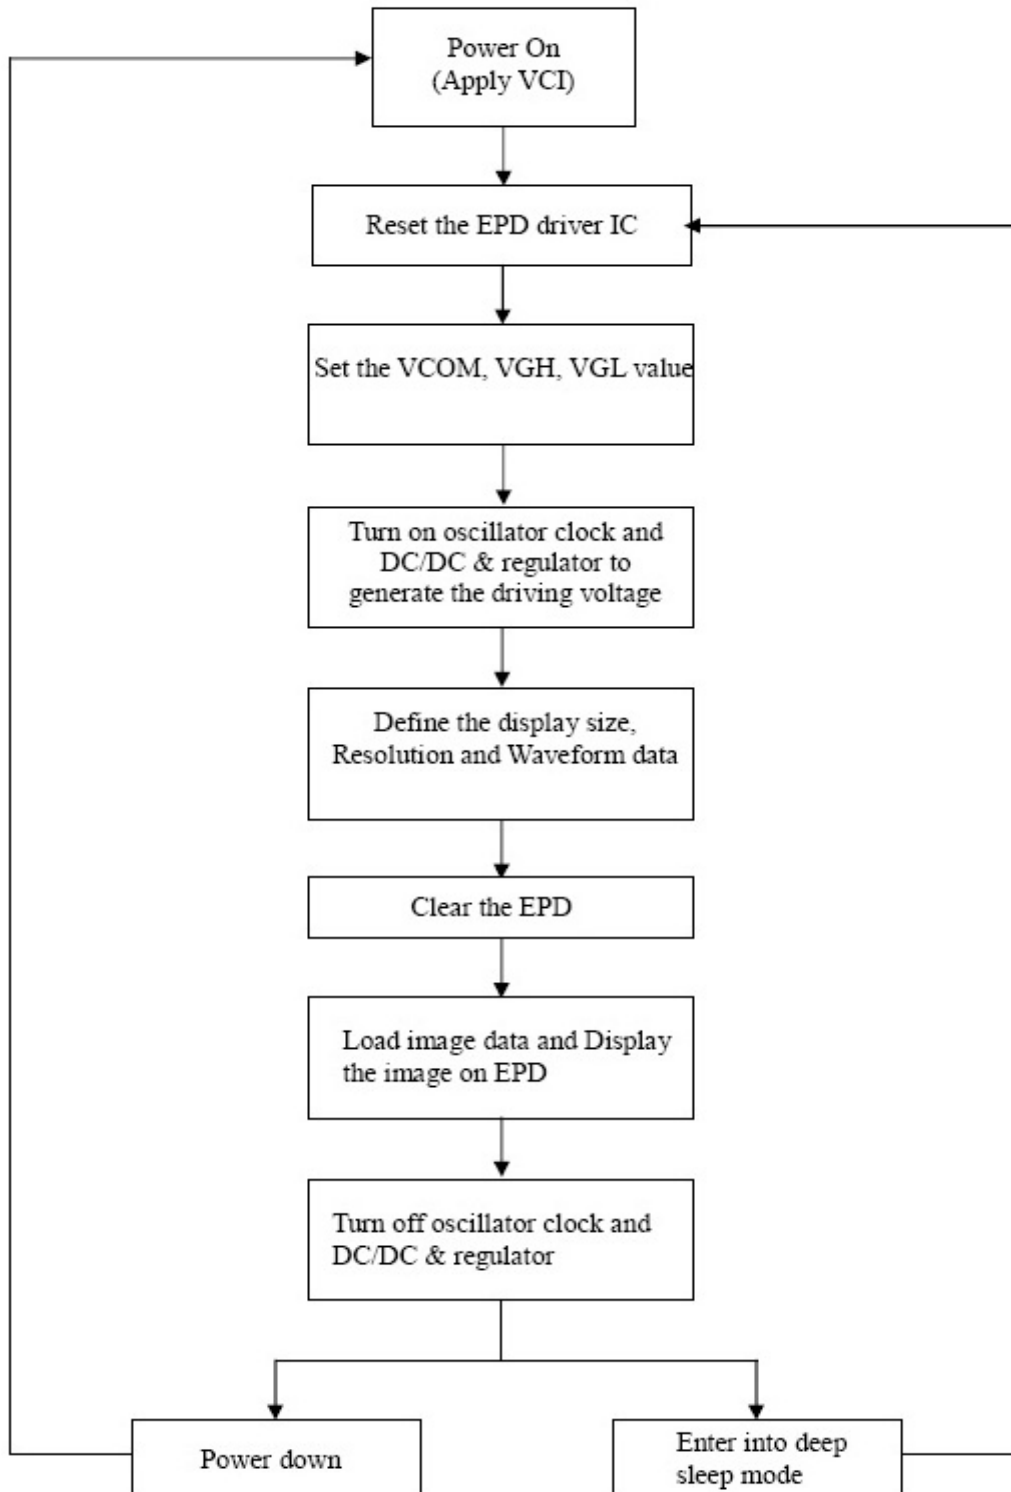 Power On
(Apply VCI)
Reset the EPD driver IC
Set the VCOM, VGH, VGL value
Turn on oscillator clock and
DC/DC & regulator to
generate the driving voltage
Define the display size,
Resolution and Waveform data
Clear the EPD
Load image data and Display
the image on EPD
Turn off oscillator clock and
DC/DC & regulator
Power down
Enter into deep
sleep mode